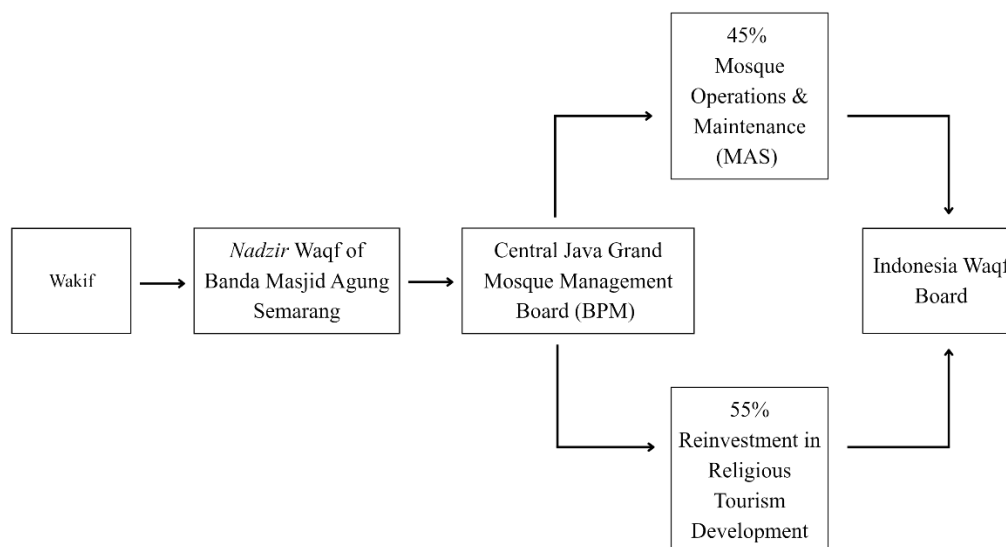 Wakif
Nadzir Waqf of
Banda Masjid Agung
Semarang
Central Java Grand
Mosque Management
Board (BPM)
45%
Mosque
Operations &
Maintenance
(MAS)
55%
Reinvestment in
Religious
Tourism
Development
Indonesia Waqf
Board